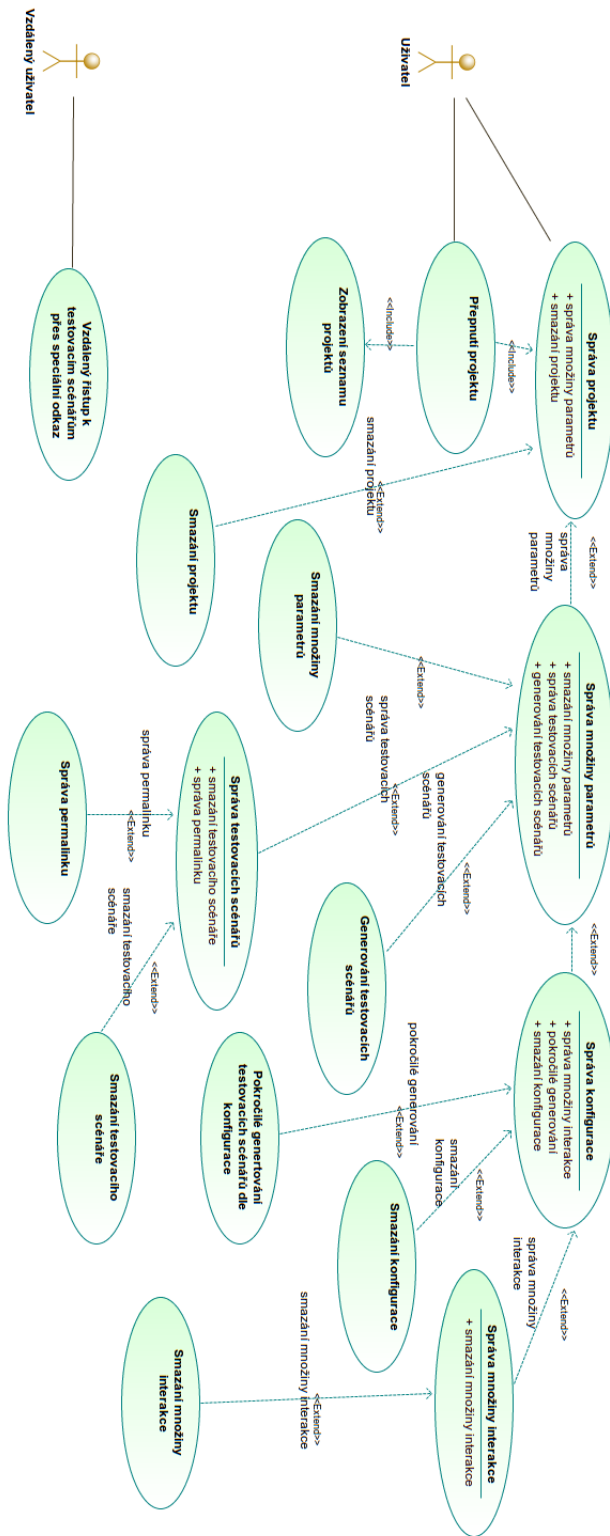 Uživatel
Správa projektu
+ správa množiny parametrů
+ smazání projektu
<<Extend>>
správa
množiny
parametrů
Správa množiny parametrů
+ smazání množiny parametrů
+ správa testovacích scénářů
+ generování testovacích scénářů
<<Extend>>
Správa konfigurace
+ správa množiny interakce
+ pokročilé generování
+ smazání konfigurace
<<Extend>>
správa množiny
interakce
Správa množiny interakce
+ smazání množiny interakce
<<Include>>
Přepnutí projektu
<<Include>>
Zobrazení seznamu
projektů
<<Extend>>
smazání projektu
Smazání projektu
<<Extend>>
Smazání množiny
parametrů
<<Extend>>
správa testovacích
scénářů
<<Extend>>
generování testovacích
scénářů
Generování testovacích
scénářů
<<Extend>>
pokročilé generování
Pokročilé genertování
testovacích scénářů dle
konfigurace
<<Extend>>
smazání
konfigurace
Smazání konfigurace
<<Extend>>
smazání množiny interakce
Smazání množiny
interakce
Správa testovacích scénářů
+ smazání testovacího scénáře
+ správa permalinku
správa permalinku
<<Extend>>
Správa permalinku
<<Extend>>
smazání testovacího
scénáře
Smazání testovacího
scénáře
Vzdálený uživatel
Vzdálený řístup k
testovacím scénářům
přes speciální odkaz